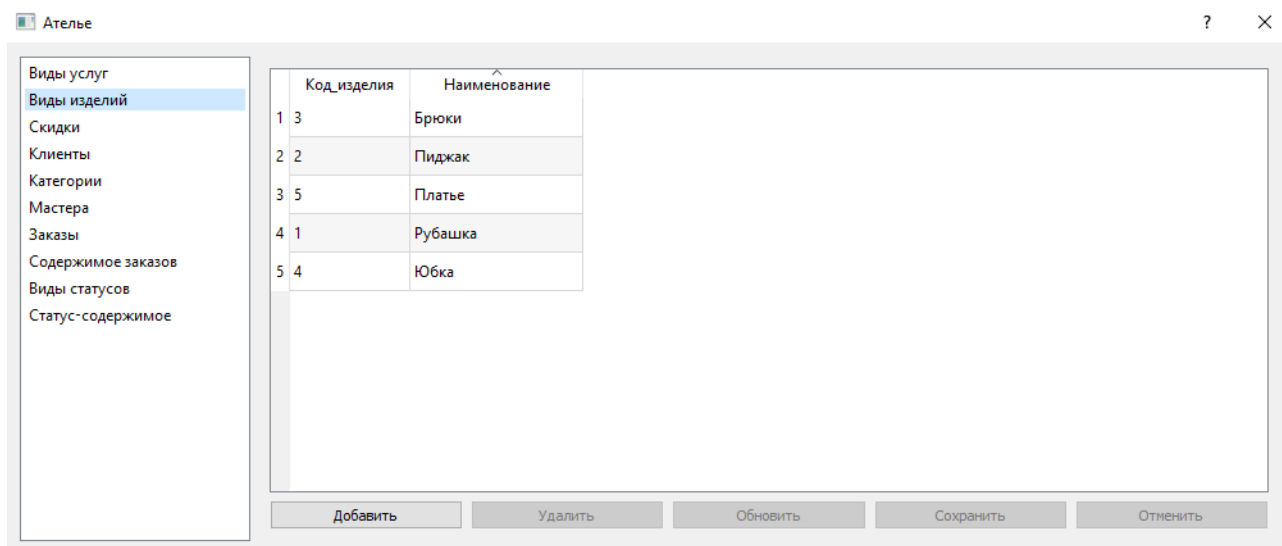 Ателье ?
Виды услуг
Виды изделий
Скидки
Клиенты
Категории
Мастера
Заказы
Содержимое заказов
Виды статусов
Статус-содержимое
Код_изделия Наименование
1 3 Брюки
2 2 Пиджак
3 5 Платье
4 1 Рубашка
5 4 Юбка
Добавить Удалить Обновить Сохранить Отменить